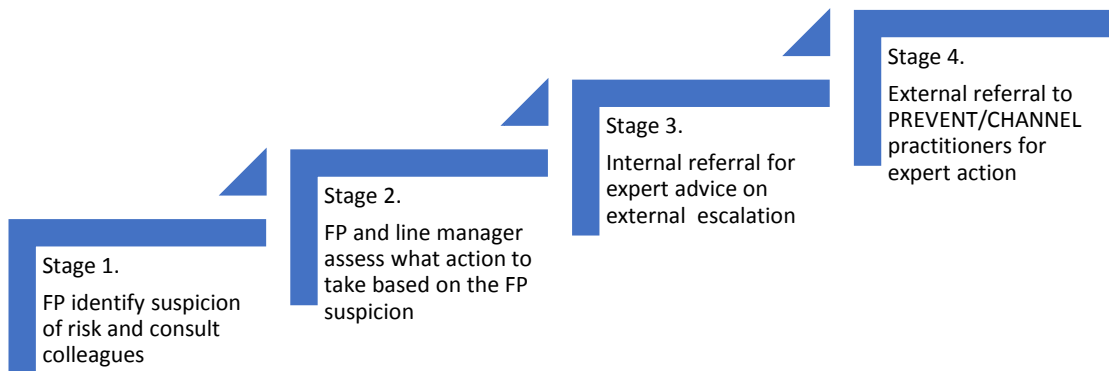 Stage 1.
FP identify suspicion
of risk and consult
colleagues
Stage 2.
FP and line manager
assess what action to
take based on the FP
suspicion
Stage 3.
Internal referral for
expert advice on
external  escalation
Stage 4.
External referral to
PREVENT/CHANNEL
practitioners for
expert action